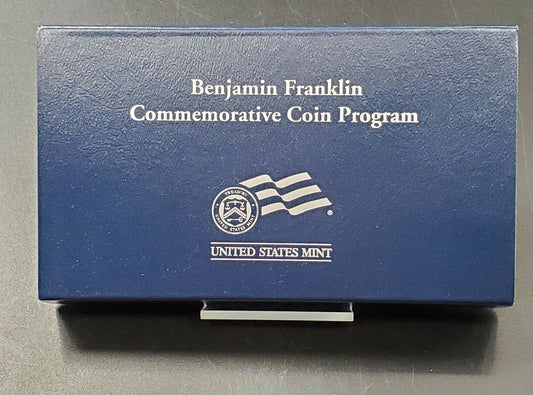 Benjamin Franklin
Commemorative Coin Program
UNITED STATES MINT